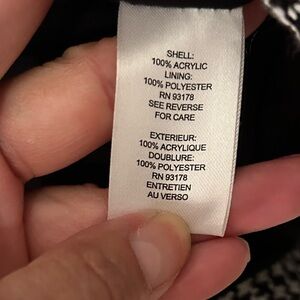 SHELL:
100% ACRYLIC
LINING:
100% POLYESTER
RN 93178
SEE REVERSE
FOR CARE
EXTERIEUR:
100% ACRYLIQUE
DOUBLURE:
100% POLYESTER
RN 93178
ENTRETIEN
AU VERSO